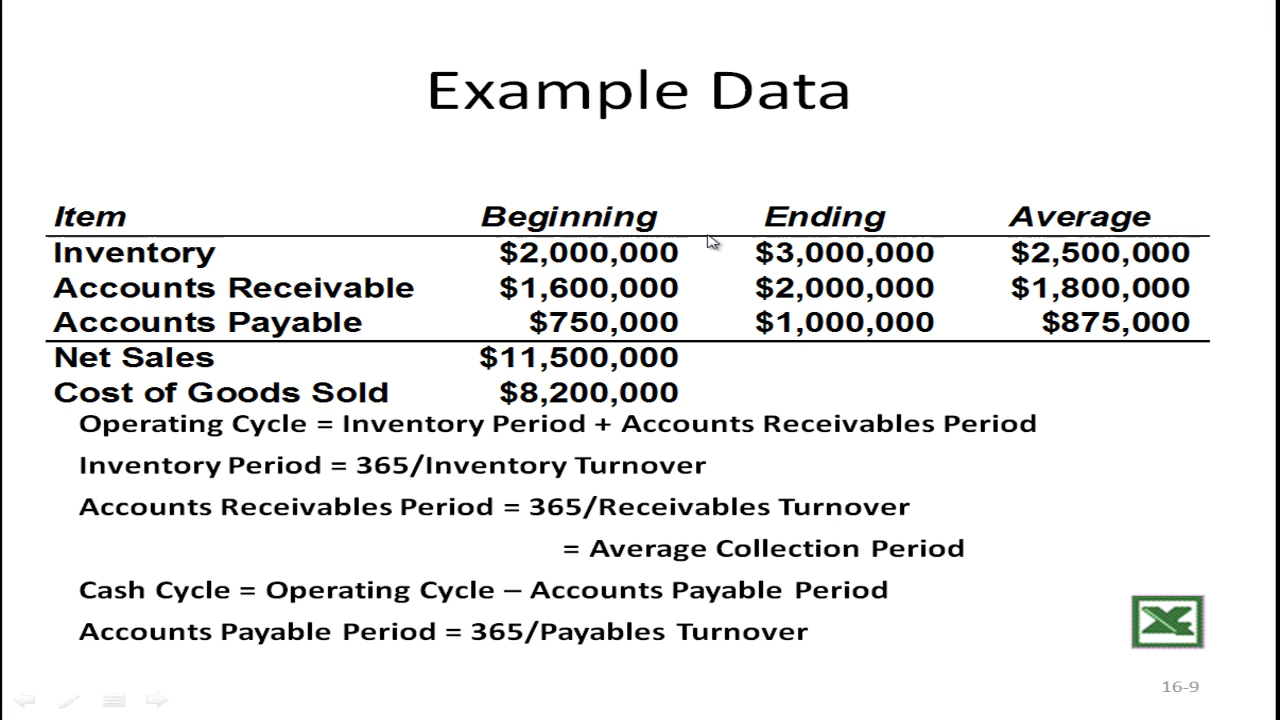 Example Data
Item Beginning Ending Average
Inventory $2,000,000 $3,000,000 $2,500,000
Accounts Receivable $1,600,000 $2,000,000 $1,800,000
Accounts Payable $750,000 $1,000,000 $875,000
Net Sales $11,500,000
Cost of Goods Sold $8,200,000
Operating Cycle = Inventory Period + Accounts Receivables Period
Inventory Period = 365/Inventory Turnover
Accounts Receivables Period = 365/Receivables Turnover
= Average Collection Period
Cash Cycle = Operating Cycle – Accounts Payable Period
Accounts Payable Period = 365/Payables Turnover
16-9